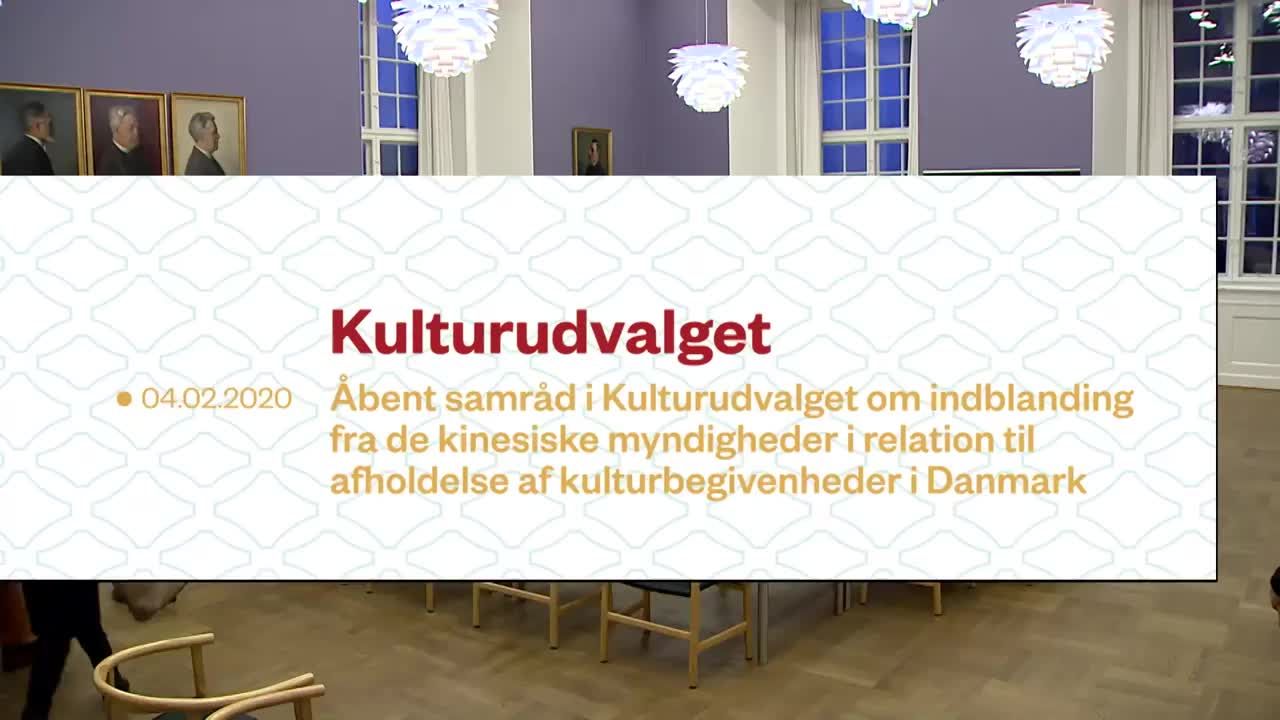 Kulturudvalget
04.02.2020
Åbent samråd i Kulturudvalget om indblanding
fra de kinesiske myndigheder i relation til
afholdelse af kulturbegivenheder i Danmark